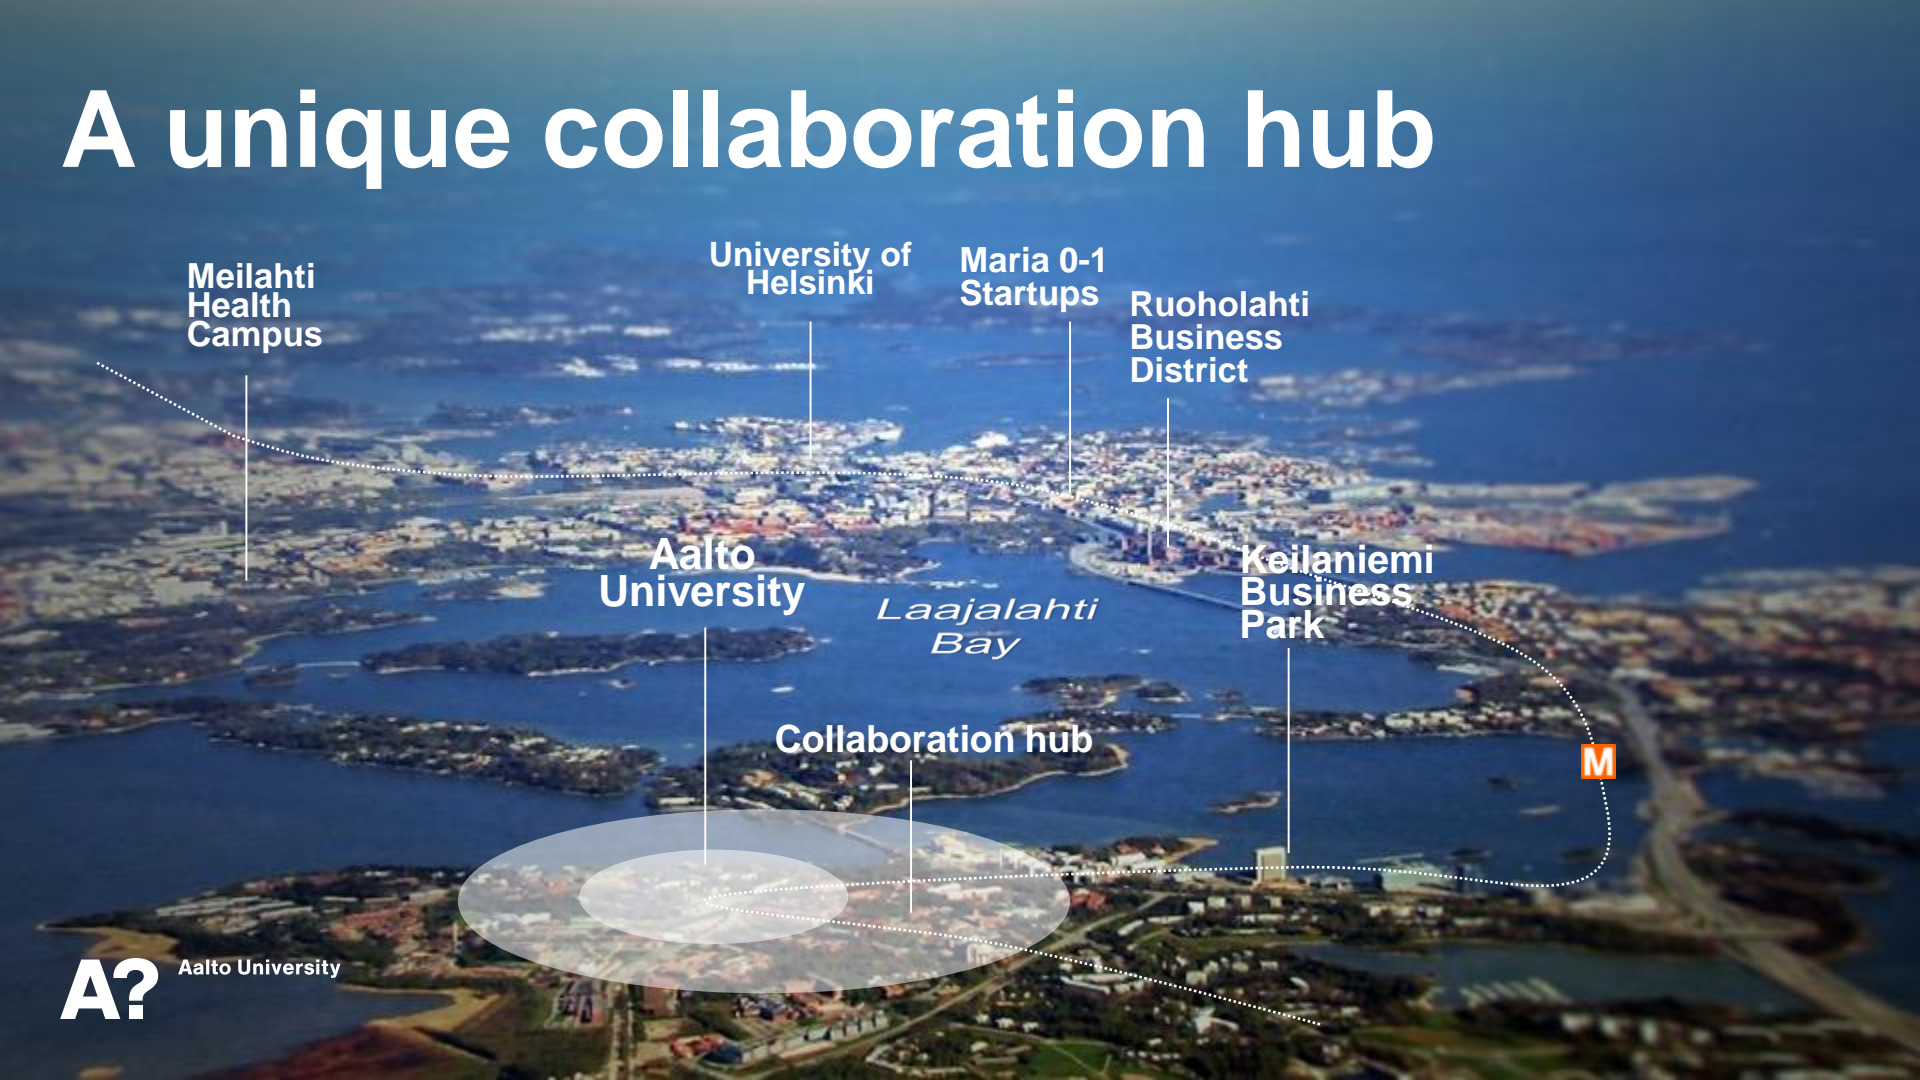 A unique collaboration hub
Meilahti
Health
Campus
University of
Helsinki
Maria 0-1
Startups
Ruoholahti
Business
District
Aalto
University
Laajalahti
Bay
Keilaniemi
Business
Park
Collaboration hub
M
A?
Aalto University